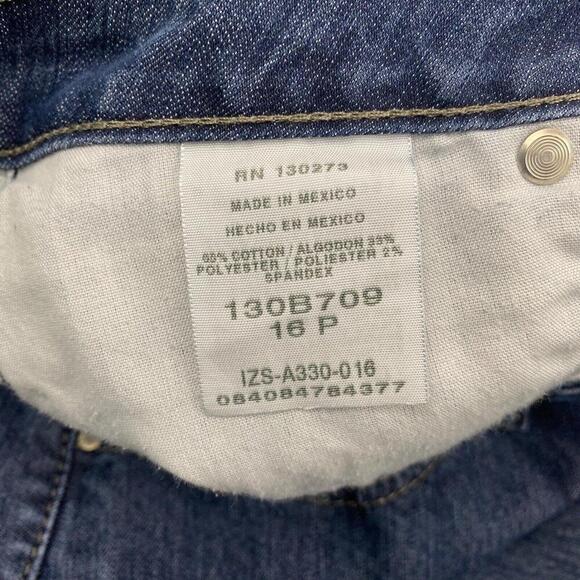 RN 130273
MADE IN MEXICO
HECHO EN MEXICO
65% COTTON / ALGODON 33%
POLYESTER / POLIESTER 2%
SPANDEX
130B709
16 P
IZS-A330-016
084084784377